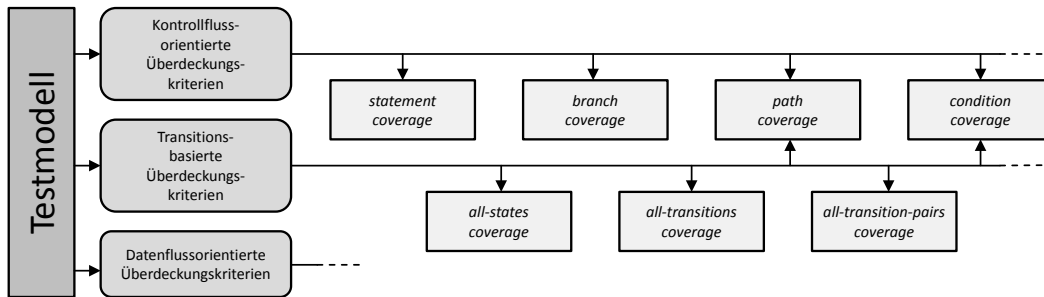 Testmodell
Kontrollfluss-
orientierte
Überdeckungs-
kriterien
statement
coverage
branch
coverage
path
coverage
condition
coverage
Transitions-
basierte
Überdeckungs-
kriterien
all-states
coverage
all-transitions
coverage
all-transition-pairs
coverage
Datenflussorientierte
Überdeckungskriterien